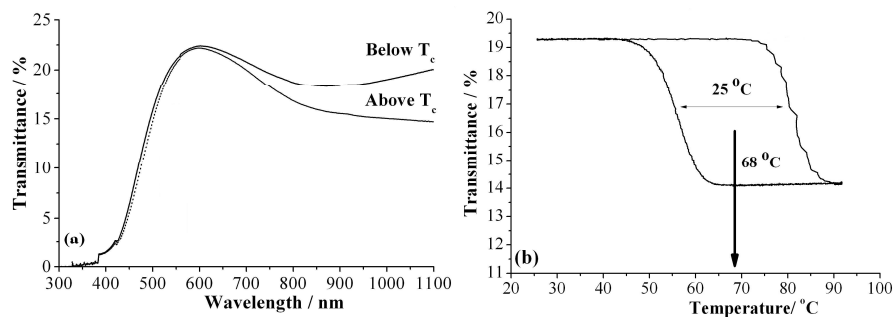 Transmittance / %
25
20
15
10
5
0
Below Tc
Above Tc
(a)
300 400 500 600 700 800 900 1000 1100
Wavelength / nm
Transmittance / %
20
19
18
17
16
15
14
13
12
11
25 °C
68 °C
(b)
20 30 40 50 60 70 80 90 100
Temperature/ °C